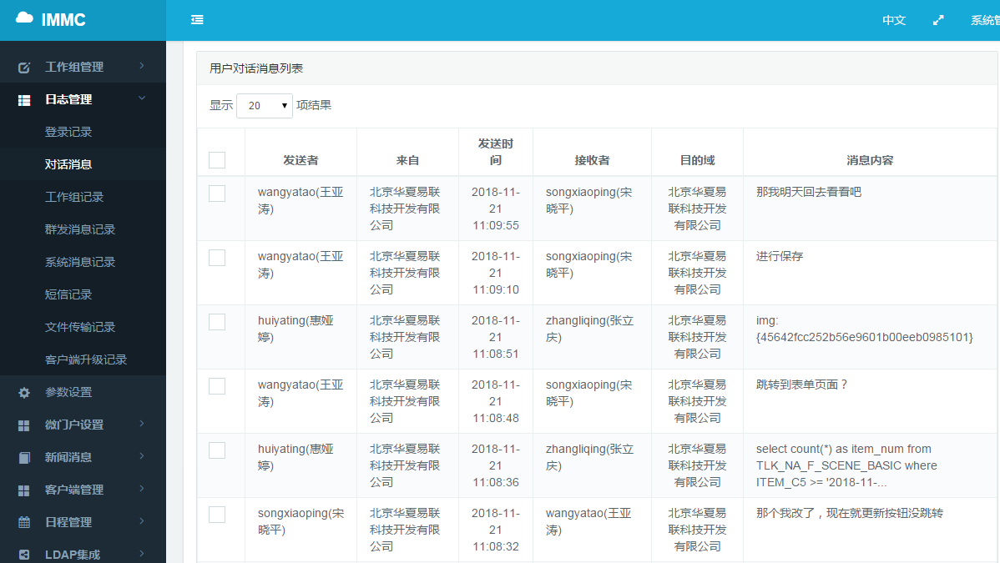 IMMC
中文
系统管
工作组管理
日志管理
登录记录
对话消息
工作组记录
群发消息记录
系统消息记录
短信记录
文件传输记录
客户端升级记录
参数设置
微门户设置
新闻消息
客户端管理
日程管理
LDAP集成
用户对话消息列表
显示 20 项结果
发送者 来自 发送时 接收者 目的域 消息内容
间
wangyatao(王亚 北京华夏易 2018-11- songxiaoping(宋 北京华夏易 那我明天回去看看吧
涛) 联科技开发 21 晓平) 联科技开发
有限公司 11:09:55 有限公司
wangyatao(王亚 北京华夏易联 2018-11- songxiaoping(宋 北京华夏易 进行保存
涛) 科技开发有限 21 晓平) 联科技开发
公司 11:09:10 有限公司
huiyating(惠娅 北京华夏易联 2018-11- zhangliqing(张立 北京华夏易 img:
婷) 科技开发有限 21 庆) 联科技开发 {45642fcc252b56e9601b00eeb0985101}
公司 11:08:51 有限公司
wangyatao(王亚 北京华夏易联 2018-11- songxiaoping(宋 北京华夏易 跳转到表单页面？
涛) 科技开发有限 21 晓平) 联科技开发
公司 11:08:48 有限公司
huiyating(惠娅 北京华夏易联 2018-11- zhangliqing(张立 北京华夏易 select count(*) as item_num from
婷) 科技开发有限 21 庆) 联科技开发 TLK_NA_F_SCENE_BASIC where
公司 11:08:36 有限公司 ITEM_C5 >= '2018-11-...
songxiaoping(宋 北京华夏易联 2018-11- wangyatao(王亚 北京华夏易 那个我改了，现在就更新按钮没跳转
晓平) 科技开发有限 21 涛) 联科技开发
公司 11:08:32 有限公司